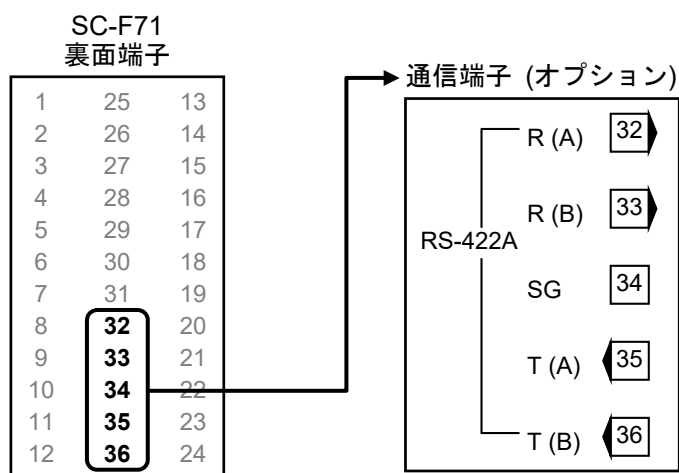 SC-F71
裏面端子
通信端子 (オプション)
1 25 13
2 26 14
3 27 15
4 28 16
5 29 17
6 30 18
7 31 19
8 32 20
9 33 21
10 34 22
11 35 23
12 36 24
RS-422A
R (A) 32
R (B) 33
SG 34
T (A) 35
T (B) 36